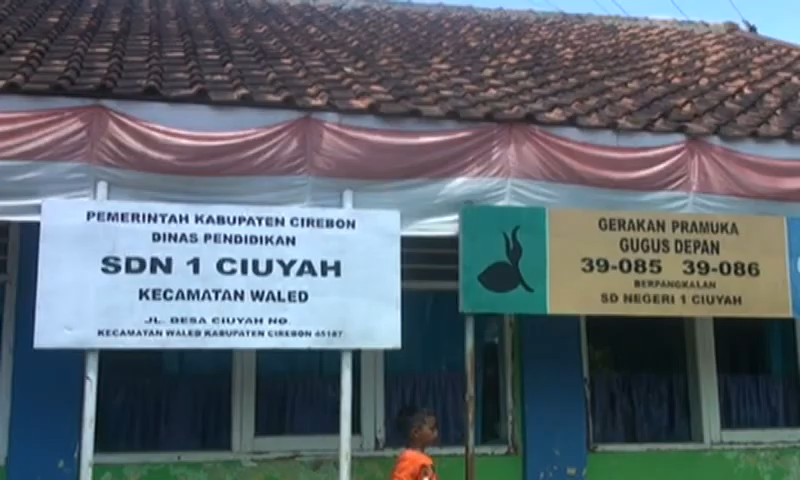 PEMERINTAH KABUPATEN CIREBON
DINAS PENDIDIKAN
SDN 1 CIUYAH
KECAMATAN WALED
JL. DESA CIUYAH NO.
KECAMATAN WALED KABUPATEN CIREBON 45187
GERAKAN PRAMUKA
GUGUS DEPAN
39-085 39-086
BERPANGKALAN
SD NEGERI 1 CIUYAH